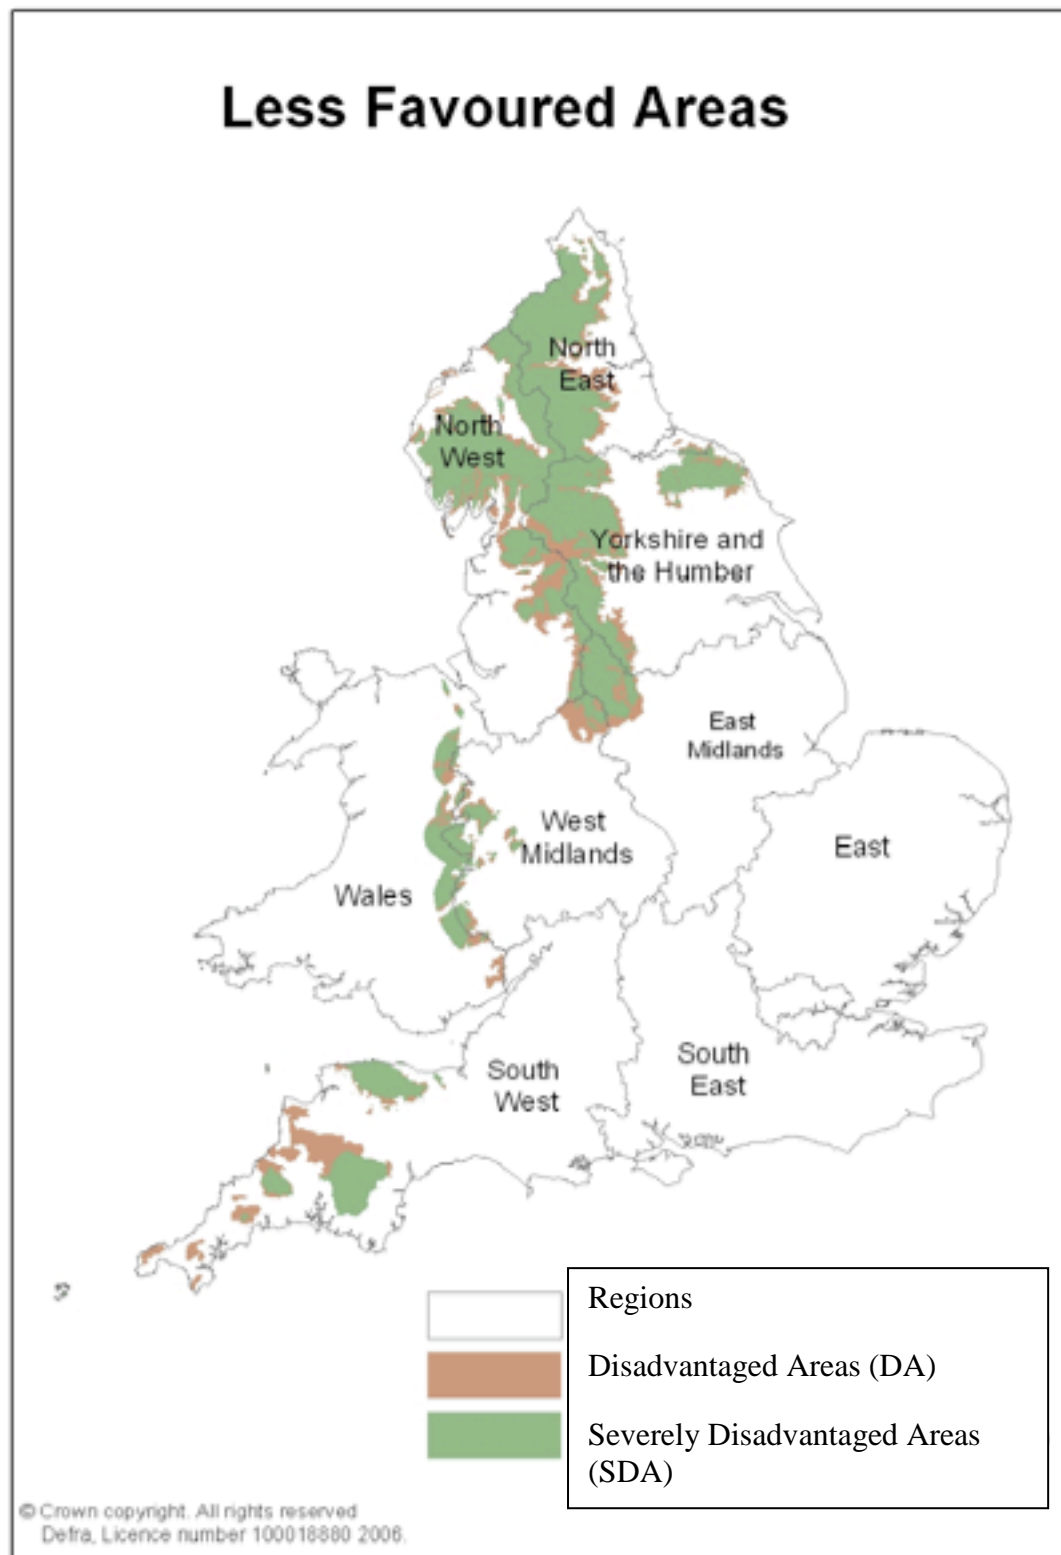 Less Favoured Areas
North
East
North
West
Yorkshire and
the Humber
East
Midlands
West
Midlands
East
Wales
South
West
South
East
Regions
Disadvantaged Areas (DA)
Severely Disadvantaged Areas
(SDA)
© Crown copyright. All rights reserved
Defra, Licence number 100018880 2006.